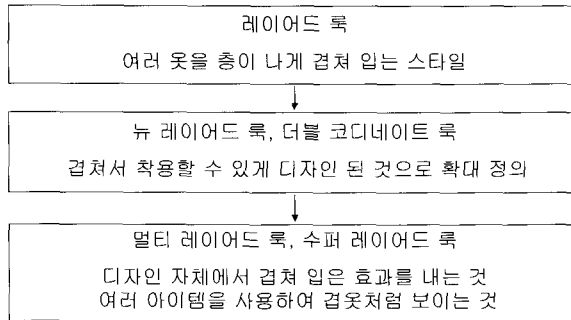 레이어드 룩
여러 옷을 층이 나게 겹쳐 입는 스타일
뉴 레이어드 룩, 더블 코디네이트 룩
겹쳐서 착용할 수 있게 디자인 된 것으로 확대 정의
멀티 레이어드 룩, 수퍼 레이어드 룩
디자인 자체에서 겹쳐 입은 효과를 내는 것
여러 아이템을 사용하여 겹옷처럼 보이는 것